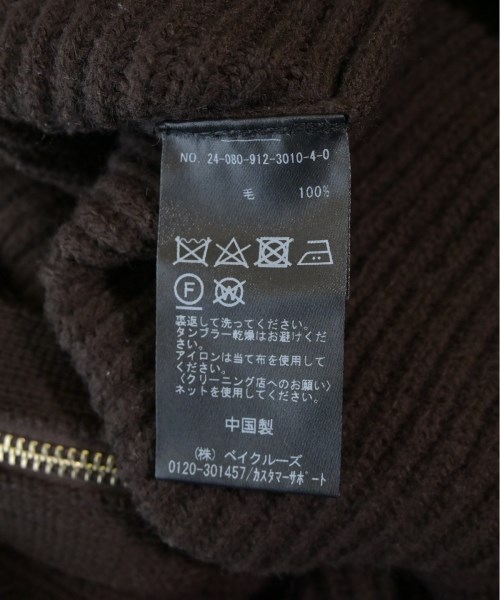 NO. 24-080-912-3010-4-0
毛 100%
F
W
裏返して洗ってください。
タンブラー乾燥はお避けくだ
さい。
アイロンは当て布を使用して
ください。
〈クリーニング店へのお願い〉
ネットを使用してください。
中国製
(株) ベイクルーズ
0120-301457/カスタマーサポート